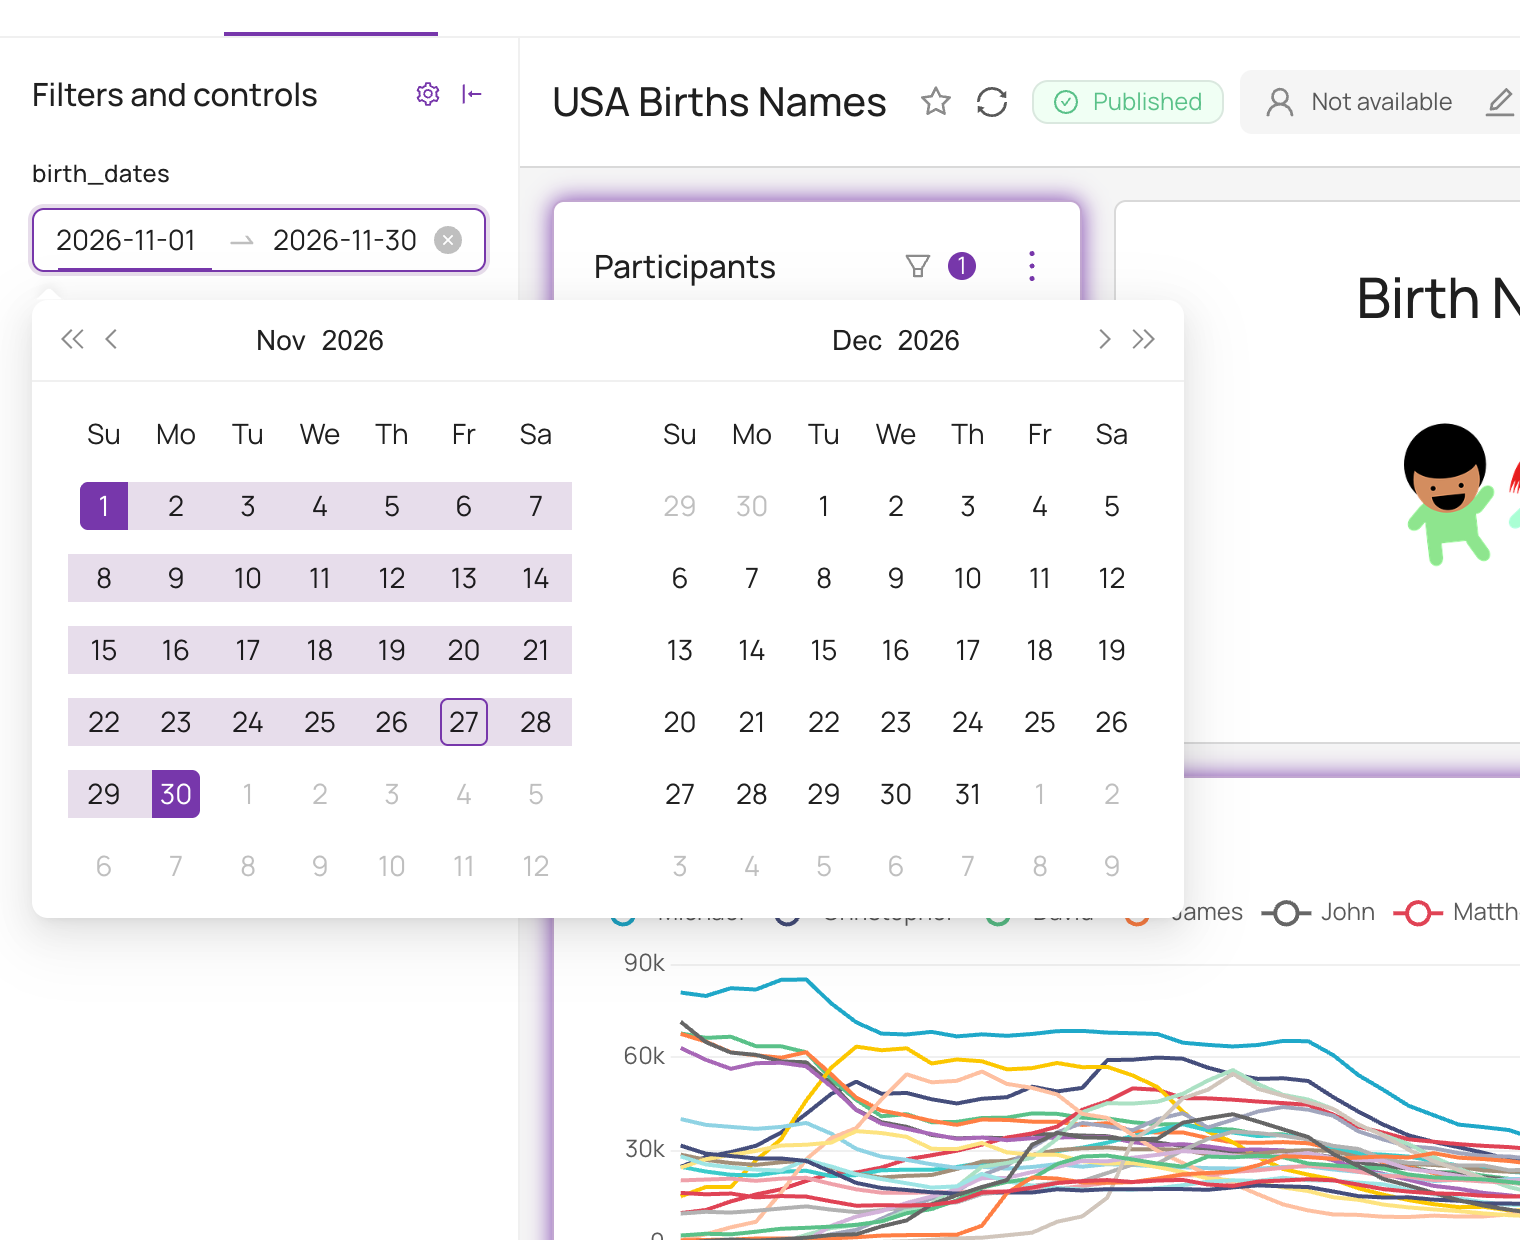 Filters and controls
USA Births Names
Published
Not available
birth_dates
2026-11-01
2026-11-30
Participants
1
Birth
Nov 2026
Dec 2026
Su Mo Tu We Th Fr Sa
1 2 3 4 5 6 7
8 9 10 11 12 13 14
15 16 17 18 19 20 21
22 23 24 25 26 27 28
29 30 1 2 3 4 5
6 7 8 9 10 11 12
Su Mo Tu We Th Fr Sa
29 30 1 2 3 4 5
6 7 8 9 10 11 12
13 14 15 16 17 18 19
20 21 22 23 24 25 26
27 28 29 30 31 1 2
3 4 5 6 7 8 9
Michael Christopher David James John Matth
90k
60k
30k
0